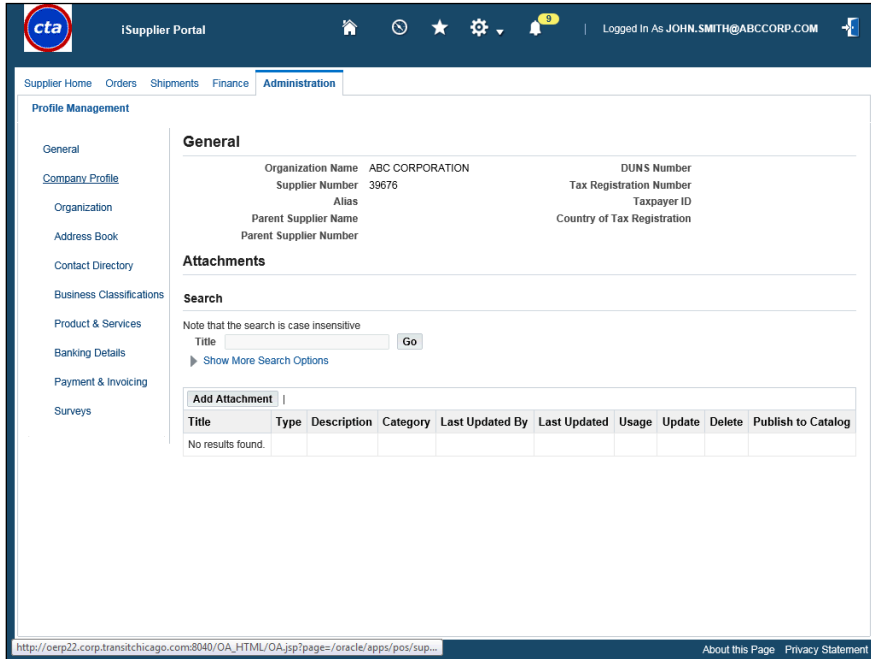 cta
iSupplier Portal
9
| Logged In As JOHN.SMITH@ABCCORP.COM
Supplier Home Orders Shipments Finance Administration
Profile Management
General
Company Profile
Organization
Address Book
Contact Directory
Business Classifications
Product & Services
Banking Details
Payment & Invoicing
Surveys
General
Organization Name ABC CORPORATION DUNS Number
Supplier Number 39676 Tax Registration Number
Alias Taxpayer ID
Parent Supplier Name Country of Tax Registration
Parent Supplier Number
Attachments
Search
Note that the search is case insensitive
Title Go
Show More Search Options
Add Attachment |
Title Type Description Category Last Updated By Last Updated Usage Update Delete Publish to Catalog
No results found.
http://oerp22.corp.transitchicago.com:8040/OA_HTML/OA.jsp?page=/oracle/apps/pos/sup...
About this Page Privacy Statement